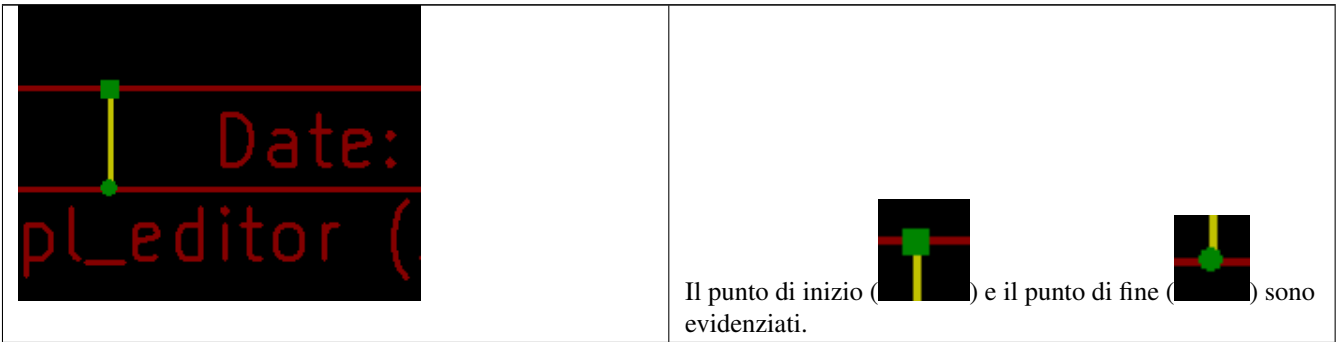 Date:
pl_editor (
Il punto di inizio ( ) e il punto di fine ( ) sono
evidenziati.